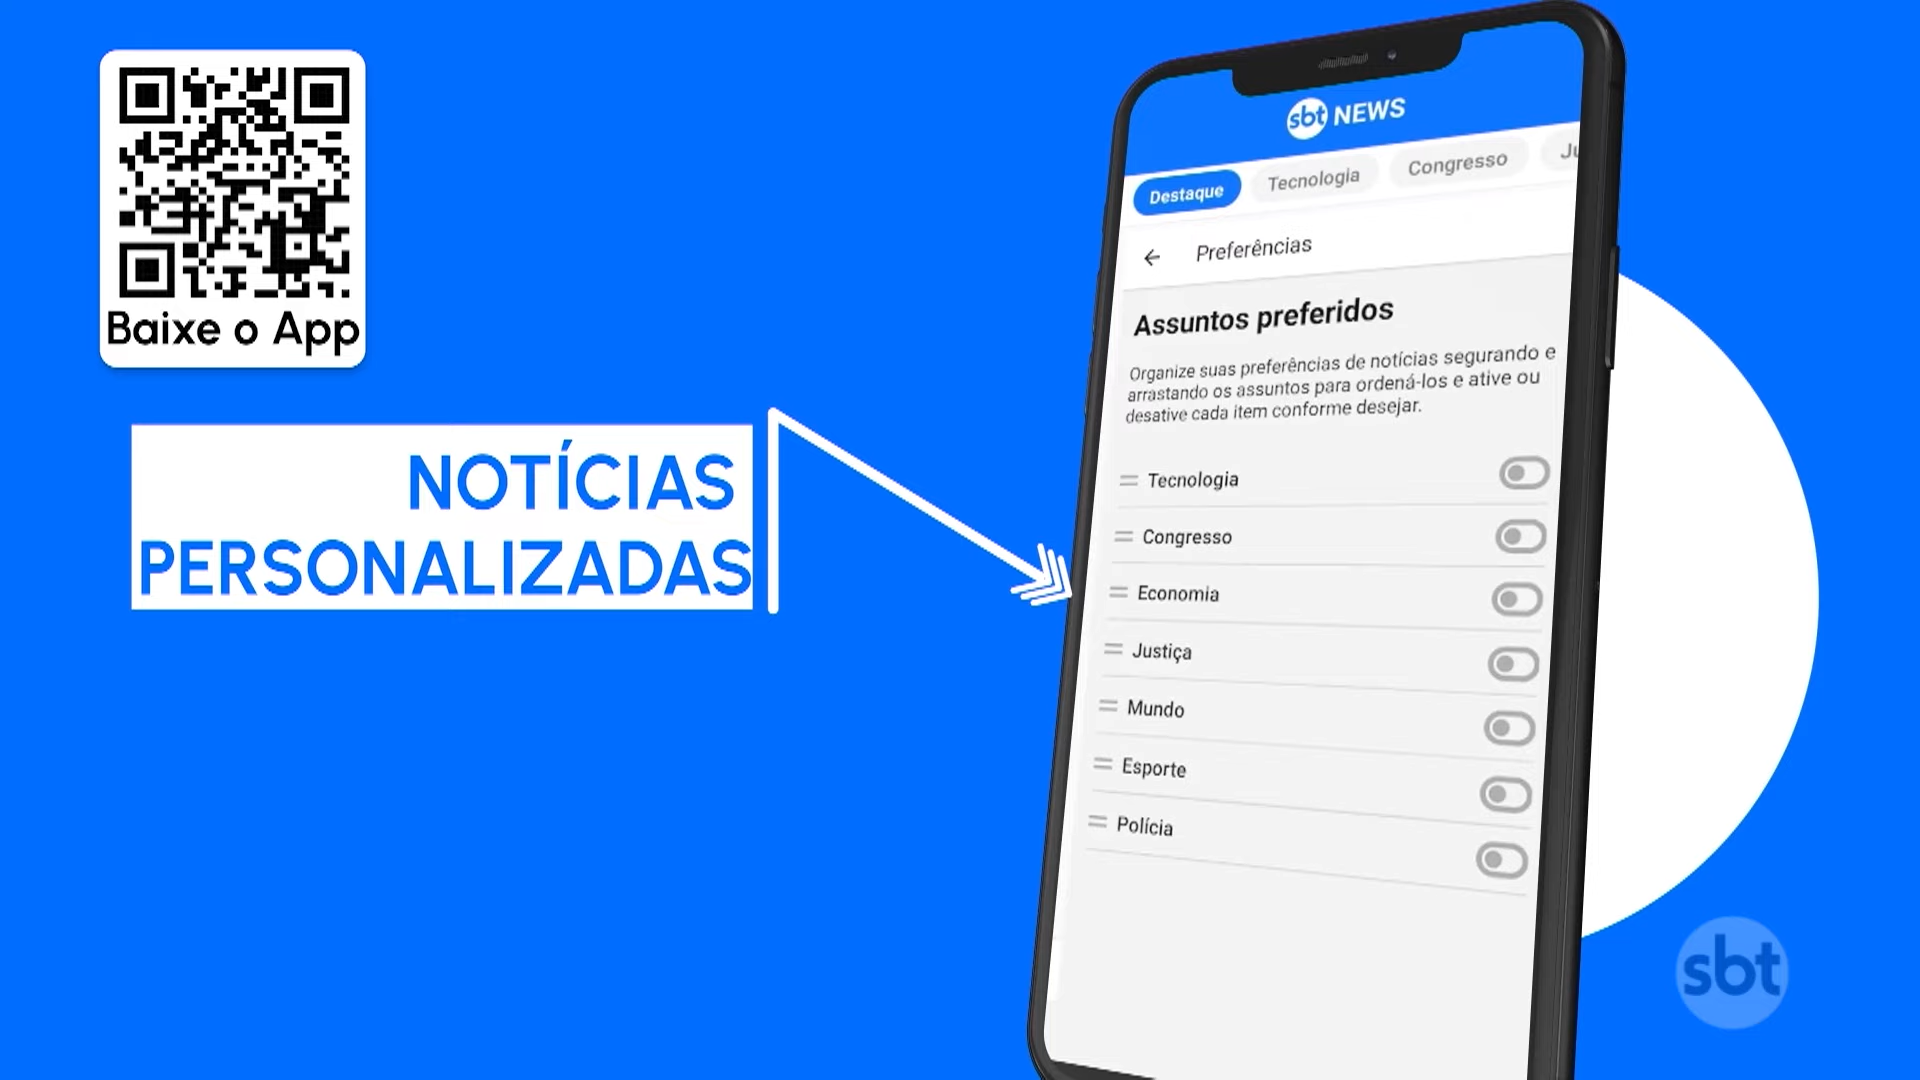 Baixe o App
NOTÍCIAS
PERSONALIZADAS
sbt NEWS
Destaque Tecnologia Congresso
Preferências
Assuntos preferidos
Organize suas preferências de notícias segurando e
arrastando os assuntos para ordená-los e ative ou
desative cada item conforme desejar.
Tecnologia
Congresso
Economia
Justiça
Mundo
Esporte
Polícia
sbt